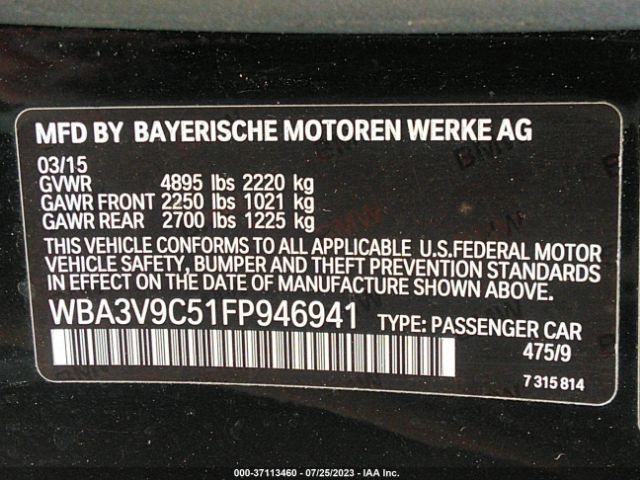 MFD BY BAYERISCHE MOTOREN WERKE AG
03/15
GVWR 4895 lbs 2220 kg
GAWR FRONT 2250 lbs 1021 kg
GAWR REAR 2700 lbs 1225 kg
THIS VEHICLE CONFORMS TO ALL APPLICABLE U.S.FEDERAL MOTOR
VEHICLE SAFETY, BUMPER, AND THEFT PREVENTION STANDARDS
IN EFFECT ON THE DATE OF MANUFACTURE SHOWN ABOVE.
WBA3V9C51FP946941 TYPE: PASSENGER CAR
475/9
7 315 814
000-37113460 - 07/25/2023 - IAA Inc.